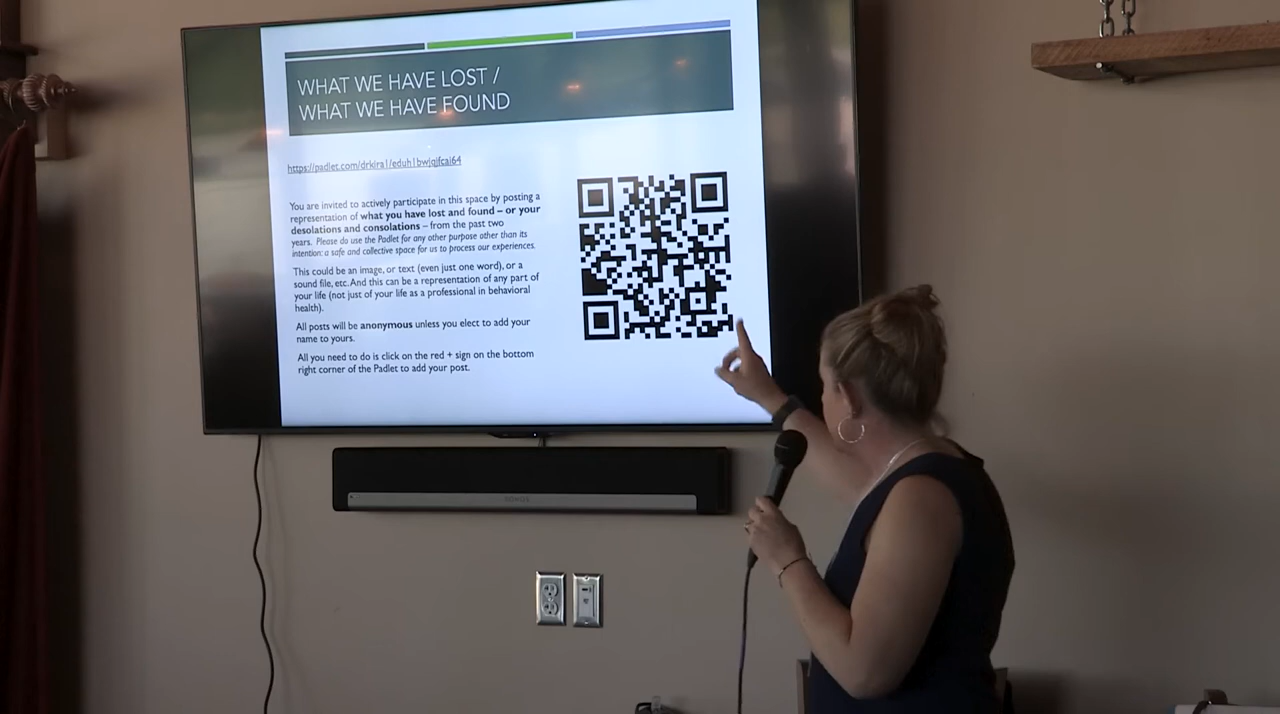 WHAT WE HAVE LOST /
WHAT WE HAVE FOUND
https://padlet.com/drkira1/eduh1bwjqjfcai64
You are invited to actively participate in this space by posting a
representation of what you have lost and found – or your
desolations and consolations – from the past two
years. Please do use the Padlet for any other purpose other than its
intention: a safe and collective space for us to process our experiences.
This could be an image, or text (even just one word), or a
sound file, etc. And this can be a representation of any part of
your life (not just of your life as a professional in behavioral
health).
All posts will be anonymous unless you elect to add your
name to yours.
All you need to do is click on the red + sign on the bottom
right corner of the Padlet to add your post.
SONOS